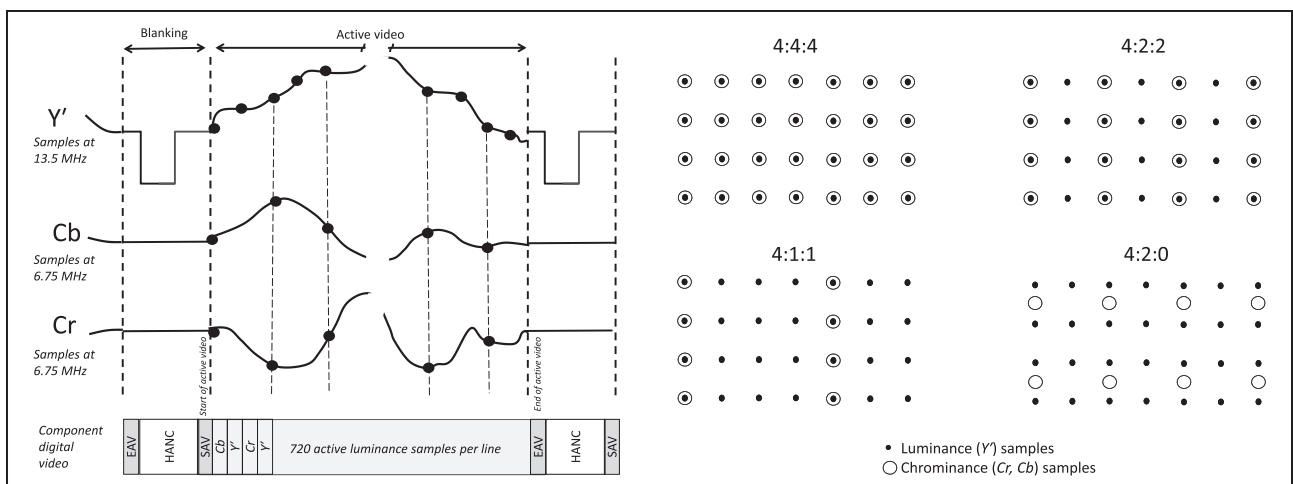 Blanking
Active video
Y'
Samples at
13.5 MHz
Cb
Samples at
6.75 MHz
Cr
Samples at
6.75 MHz
Start of active video
End of active video
Component
digital
video
EAV
HANC
SAV
Cb
Y'
Cr
Y'
720 active luminance samples per line
EAV
HANC
SAV
4:4:4
4:2:2
4:1:1
4:2:0
Luminance (Y') samples
Chrominance (Cr, Cb) samples